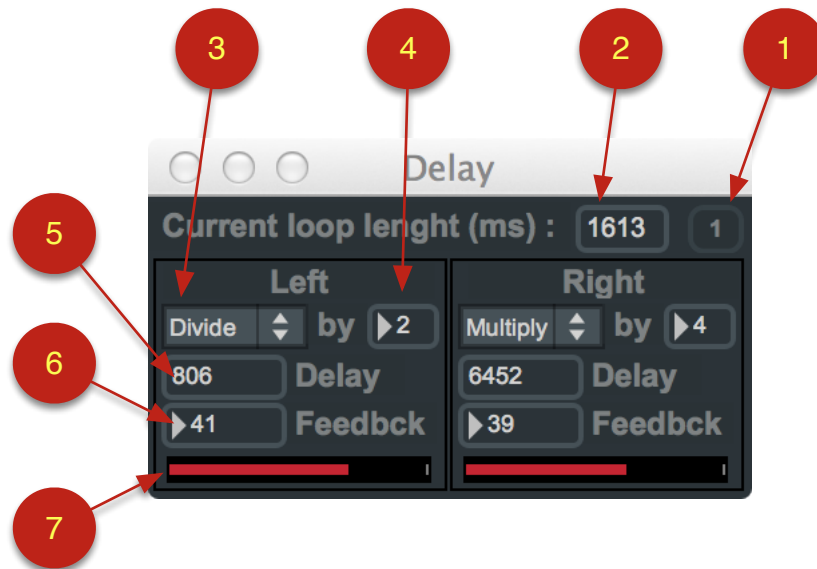 3
4
2
1
Delay
5
Current loop lenght (ms) : 1613 1
Left
Right
Divide by 2
Multiply by 4
6
806 Delay
6452 Delay
41 Feedbck
39 Feedbck
7